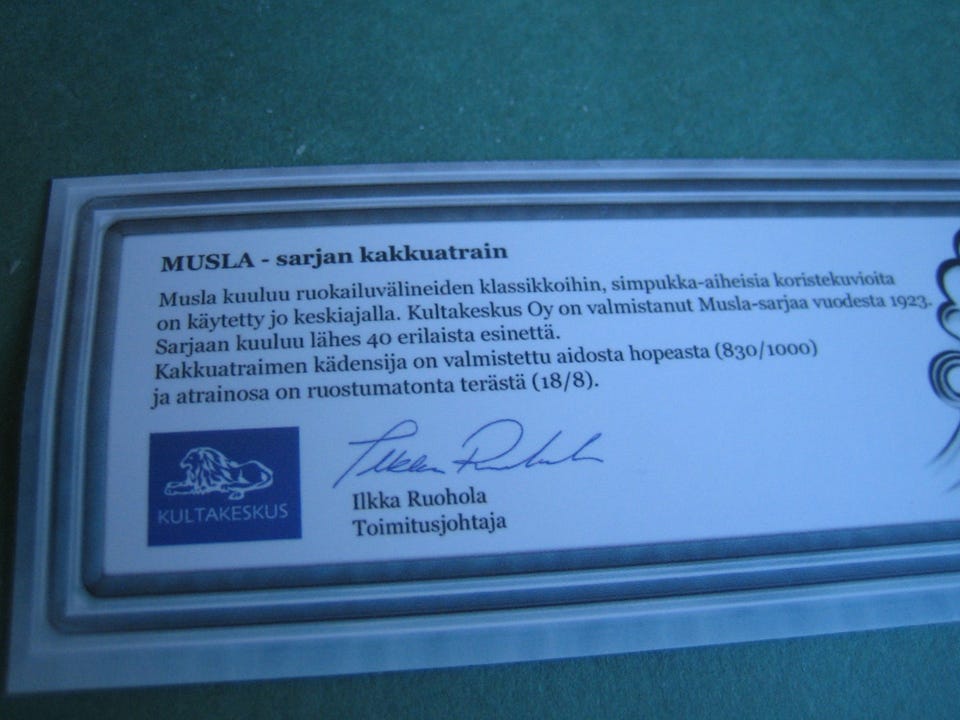 MUSLA - sarjan kakkuatrain
Musla kuuluu ruokailuvälineiden klassikkoihin, simpukka-aiheisia koristekuvioita
on käytetty jo keskiajalla. Kultakeskus Oy on valmistanut Musla-sarjaa vuodesta 1923.
Sarjaan kuuluu lähes 40 erilaista esinettä.
Kakkuatraimen kädensija on valmistettu aidosta hopeasta (830/1000)
ja atrainosa on ruostumatonta terästä (18/8).
Ilkka Ruohola
KULTAKESKUS
Ilkka Ruohola
Toimitusjohtaja